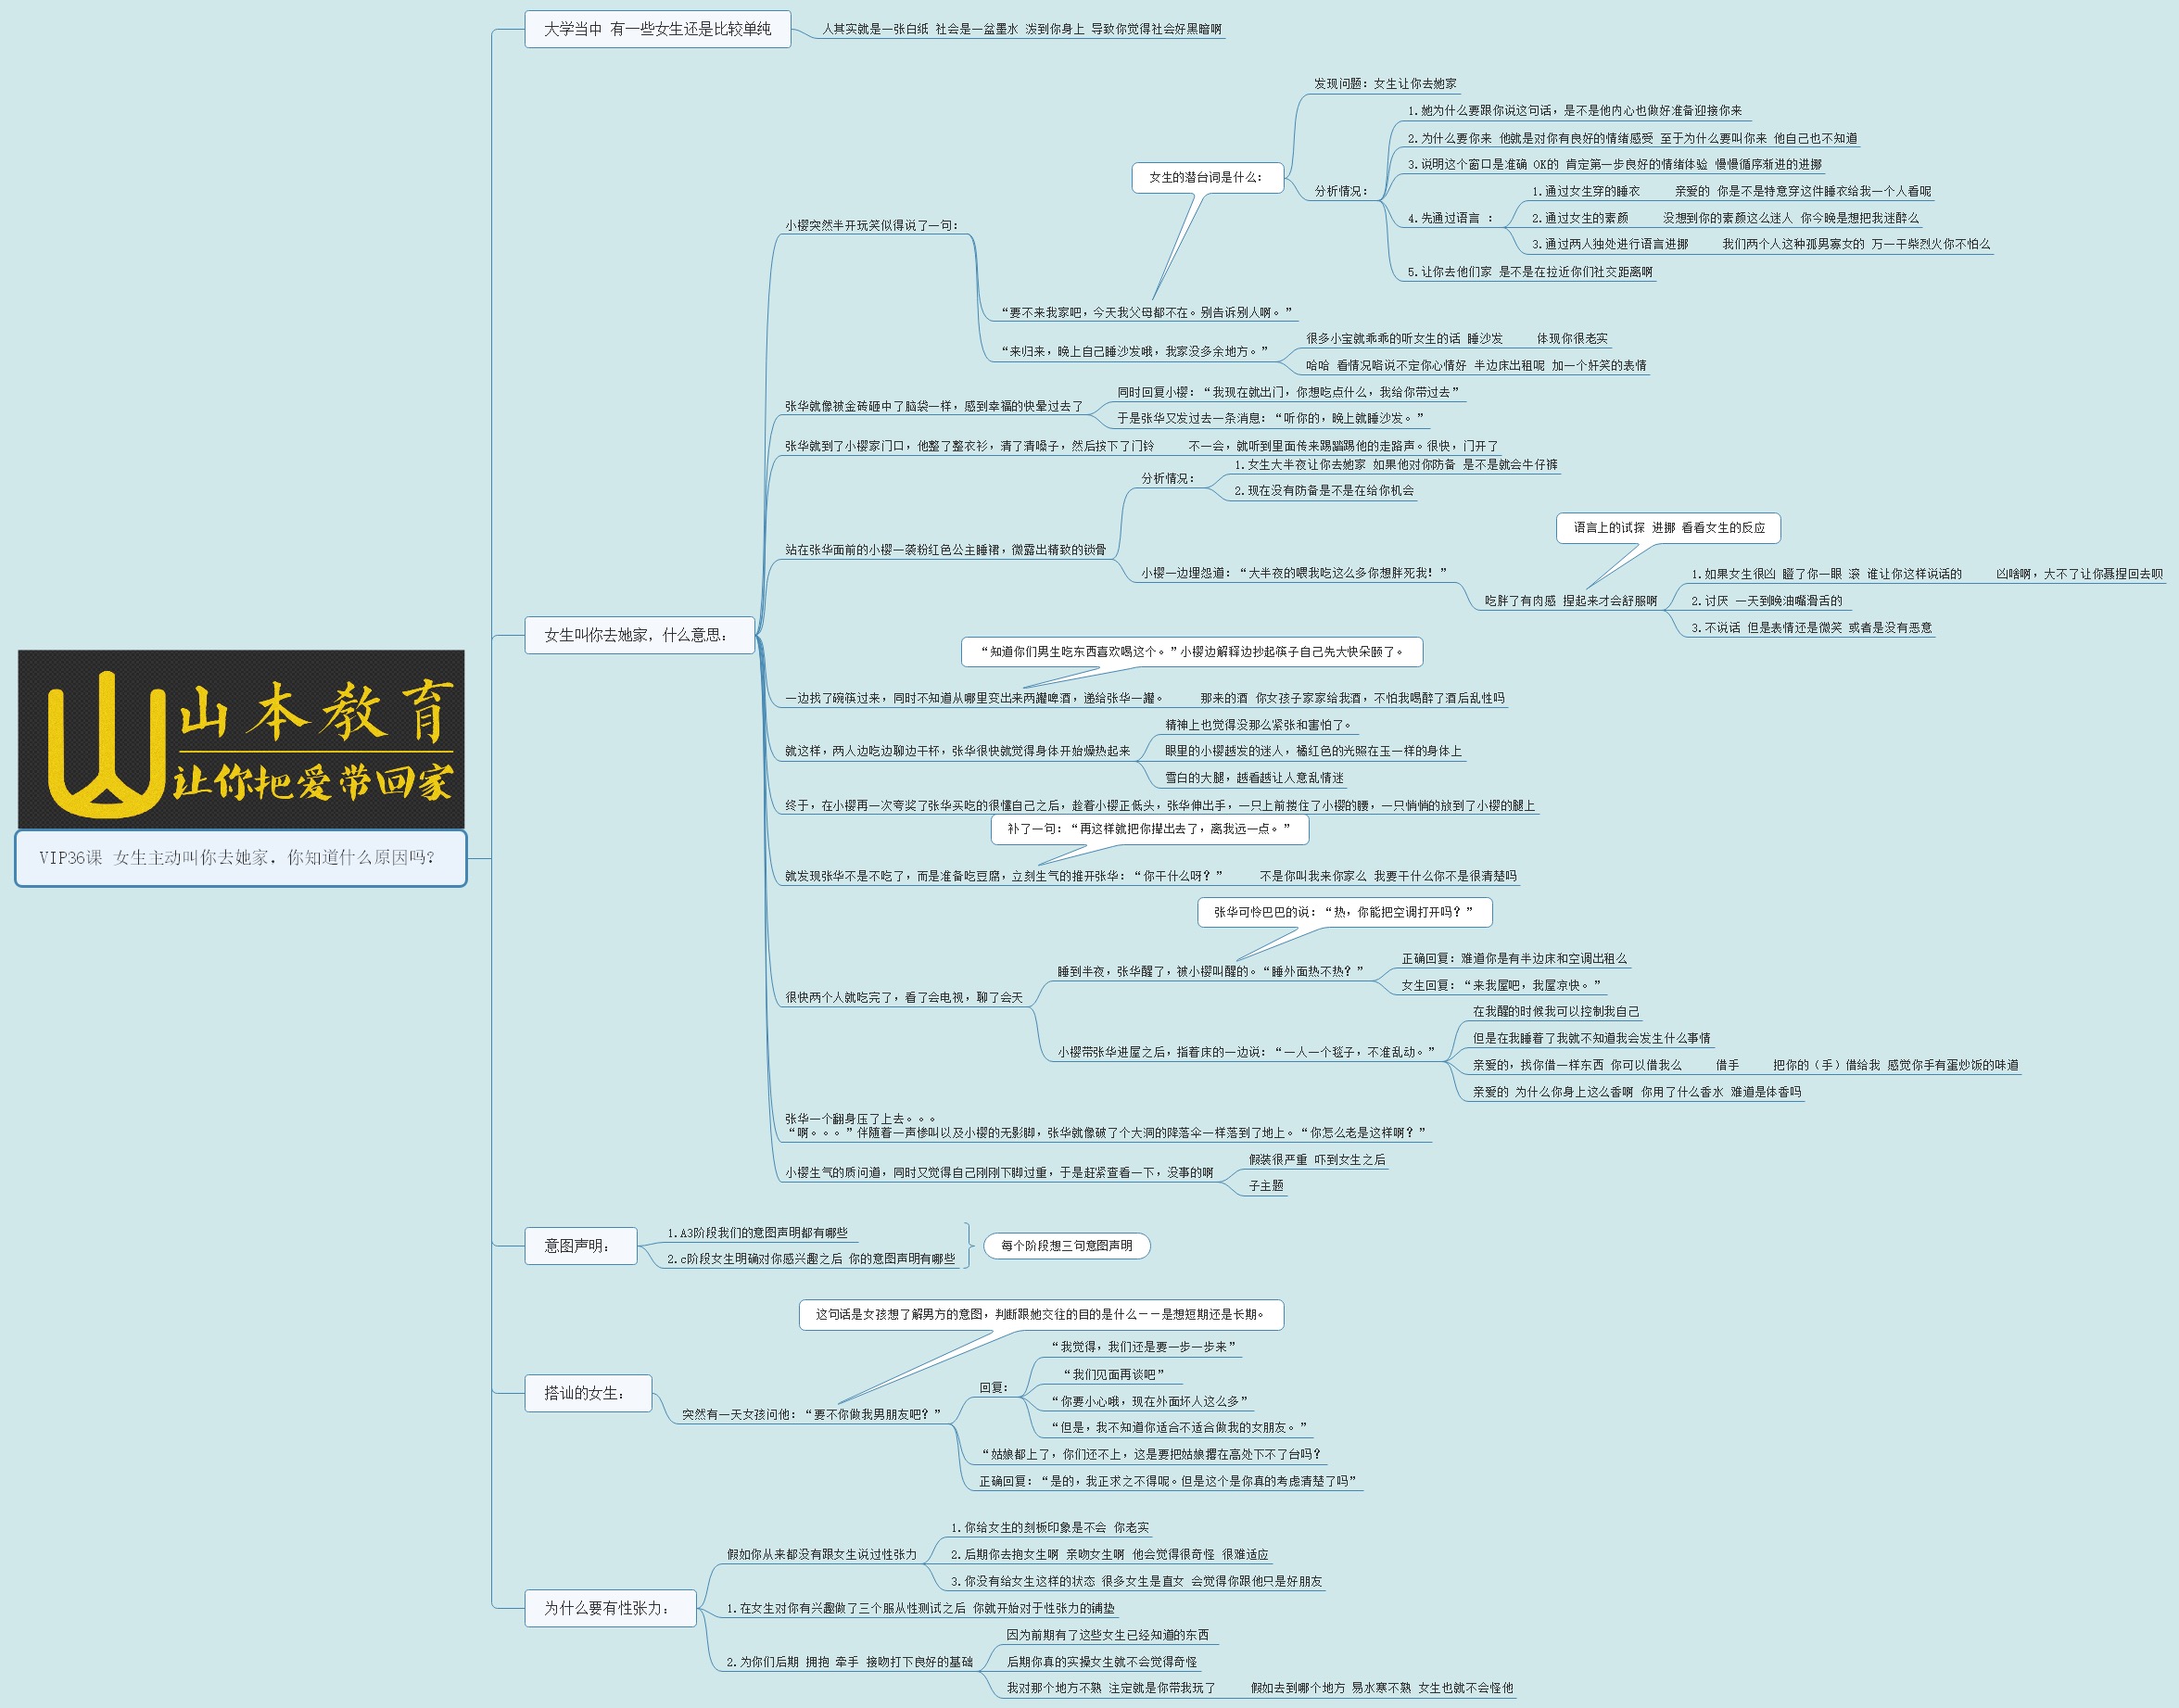 大学当中 有一些女生还是比较单纯
人其实就是一张白纸 社会是一盆墨水 泼到你身上 导致你觉得社会好黑暗啊
女生叫你去她家，什么意思：
小樱突然半开玩笑似得说了一句：
女生的潜台词是什么：
发现问题：女生让你去她家
分析情况：
1.她为什么要跟你说这句话，是不是他内心也做好准备迎接你来
2.为什么要你来 他就是对你有良好的情绪感受 至于为什么要叫你来 他自己也不知道
3.说明这个窗口是准确 OK的 肯定第一步良好的情绪体验 慢慢循序渐进的进挪
4.先通过语言 ：
1.通过女生穿的睡衣 亲爱的 你是不是特意穿这件睡衣给我一个人看呢
2.通过女生的素颜 没想到你的素颜这么迷人 你今晚是想把我迷醉么
3.通过两人独处进行语言进挪 我们两个人这种孤男寡女的 万一干柴烈火你不怕么
5.让你去他们家 是不是在拉近你们社交距离啊
“要不来我家吧，今天我父母都不在。别告诉别人啊。”
“来归来，晚上自己睡沙发哦，我家没多余地方。”
很多小宝就乖乖的听女生的话 睡沙发 体现你很老实
哈哈 看情况咯说不定你心情好 半边床出租呢 加一个奸笑的表情
张华就像被金砖砸中了脑袋一样，感到幸福的快晕过去了
同时回复小樱：“我现在就出门，你想吃点什么，我给你带过去”
于是张华又发过去一条消息：“听你的，晚上就睡沙发。”
张华就到了小樱家门口，他整了整衣衫，清了清嗓子，然后按下了门铃 不一会，就听到里面传来踢蹋踢他的走路声。很快，门开了
站在张华面前的小樱一袭粉红色公主睡裙，微露出精致的锁骨
分析情况：
1.女生大半夜让你去她家 如果他对你防备 是不是就会牛仔裤
2.现在没有防备是不是在给你机会
小樱一边埋怨道：“大半夜的喂我吃这么多你想胖死我！”
语言上的试探 进挪 看看女生的反应
吃胖了有肉感 捏起来才会舒服啊
1.如果女生很凶 瞪了你一眼 滚 谁让你这样说话的 凶啥啊，大不了让你聂捏回去呗
2.讨厌 一天到晚油嘴滑舌的
3.不说话 但是表情还是微笑 或者是没有恶意
“知道你们男生吃东西喜欢喝这个。”小樱边解释边抄起筷子自己先大快朵颐了。
一边找了碗筷过来，同时不知道从哪里变出来两罐啤酒，递给张华一罐。 那来的酒 你女孩子家家给我酒，不怕我喝醉了酒后乱性吗
就这样，两人边吃边聊边干杯，张华很快就觉得身体开始燥热起来
精神上也觉得没那么紧张和害怕了。
眼里的小樱越发的迷人，橘红色的光照在玉一样的身体上
雪白的大腿，越看越让人意乱情迷
终于，在小樱再一次夸奖了张华买吃的很懂自己之后，趁着小樱正低头，张华伸出手，一只上前搂住了小樱的腰，一只悄悄的放到了小樱的腿上
补了一句：“再这样就把你撵出去了，离我远一点。”
就发现张华不是不吃了，而是准备吃豆腐，立刻生气的推开张华：“你干什么呀？” 不是你叫我来你家么 我要干什么你不是很清楚吗
很快两个人就吃完了，看了会电视，聊了会天
张华可怜巴巴的说：“热，你能把空调打开吗？”
睡到半夜，张华醒了，被小樱叫醒的。“睡外面热不热？”
正确回复：难道你是有半边床和空调出租么
女生回复：“来我屋吧，我屋凉快。”
小樱带张华进屋之后，指着床的一边说：“一人一个毯子，不准乱动。”
在我醒的时候我可以控制我自己
但是在我睡着了我就不知道我会发生什么事情
亲爱的，找你借一样东西 你可以借我么 借手 把你的（手）借给我 感觉你手有蛋炒饭的味道
亲爱的 为什么你身上这么香啊 你用了什么香水 难道是体香吗
张华一个翻身压了上去。。。
“啊。。。”伴随着一声惨叫以及小樱的无影脚，张华就像破了个大洞的降落伞一样落到了地上。“你怎么老是这样啊？”
小樱生气的质问道，同时又觉得自己刚刚下脚过重，于是赶紧查看一下，没事的啊
假装很严重 吓到女生之后
子主题
山本教育
让你把爱带回家
VIP36课 女生主动叫你去她家，你知道什么原因吗？
意图声明：
1.A3阶段我们的意图声明都有哪些
2.c阶段女生明确对你感兴趣之后 你的意图声明有哪些
每个阶段想三句意图声明
搭讪的女生：
这句话是女孩想了解男方的意图，判断跟她交往的目的是什么——是想短期还是长期。
突然有一天女孩问他：“要不你做我男朋友吧？”
回复：
“我觉得，我们还是要一步一步来”
“我们见面再谈吧”
“你要小心哦，现在外面坏人这么多”
“但是，我不知道你适合不适合做我的女朋友。”
“姑娘都上了，你们还不上，这是要把姑娘撂在高处下不了台吗？
正确回复：“是的，我正求之不得呢。但是这个是你真的考虑清楚了吗”
为什么要有性张力：
假如你从来都没有跟女生说过性张力
1.你给女生的刻板印象是不会 你老实
2.后期你去抱女生啊 亲吻女生啊 他会觉得很奇怪 很难适应
3.你没有给女生这样的状态 很多女生是直女 会觉得你跟他只是好朋友
1.在女生对你有兴趣做了三个服从性测试之后 你就开始对于性张力的铺垫
2.为你们后期 拥抱 牵手 接吻打下良好的基础
因为前期有了这些女生已经知道的东西
后期你真的实操女生就不会觉得奇怪
我对那个地方不熟 注定就是你带我玩了 假如去到哪个地方 易水寒不熟 女生也就不会怪他